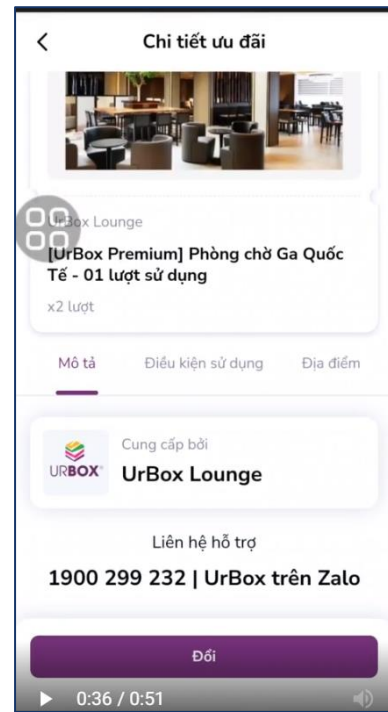 Chi tiết ưu đãi
UrBox Lounge
[UrBox Premium] Phòng chờ Ga Quốc
Tế - 01 lượt sử dụng
x2 lượt
Mô tả Điều kiện sử dụng Địa điểm
Cung cấp bởi
URBOX
UrBox Lounge
Liên hệ hỗ trợ
1900 299 232 | UrBox trên Zalo
Đổi
0:36 / 0:51